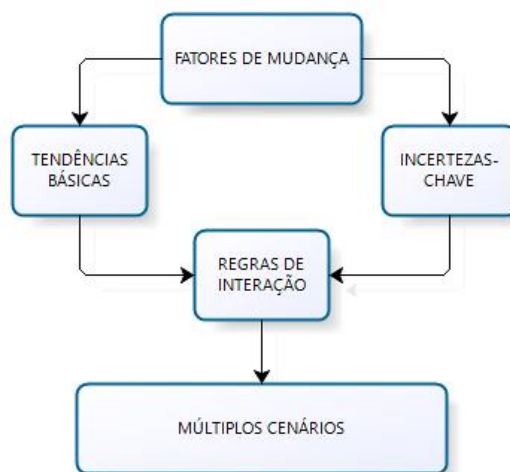 FATORES DE MUDANÇA
TENDÊNCIAS
BÁSICAS
INCERTEZAS-
CHAVE
REGRAS DE
INTERAÇÃO
MÚLTIPLOS CENÁRIOS